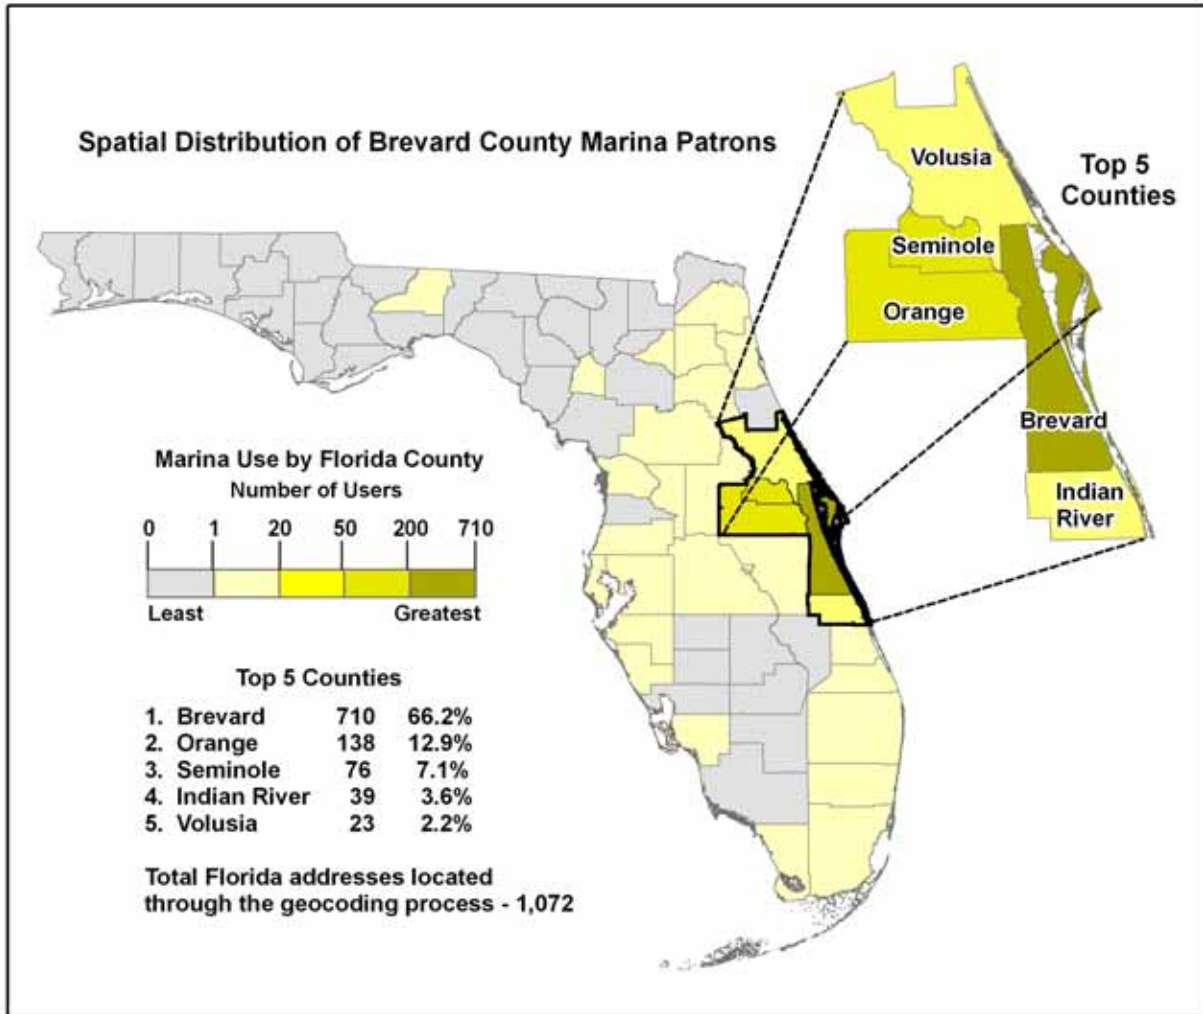 Spatial Distribution of Brevard County Marina Patrons
Top 5
Counties
Volusia
Seminole
Orange
Brevard
Indian
River
Marina Use by Florida County
Number of Users
0 1 20 50 200 710
Least Greatest
Top 5 Counties
1. Brevard 710 66.2%
2. Orange 138 12.9%
3. Seminole 76 7.1%
4. Indian River 39 3.6%
5. Volusia 23 2.2%
Total Florida addresses located
through the geocoding process - 1,072